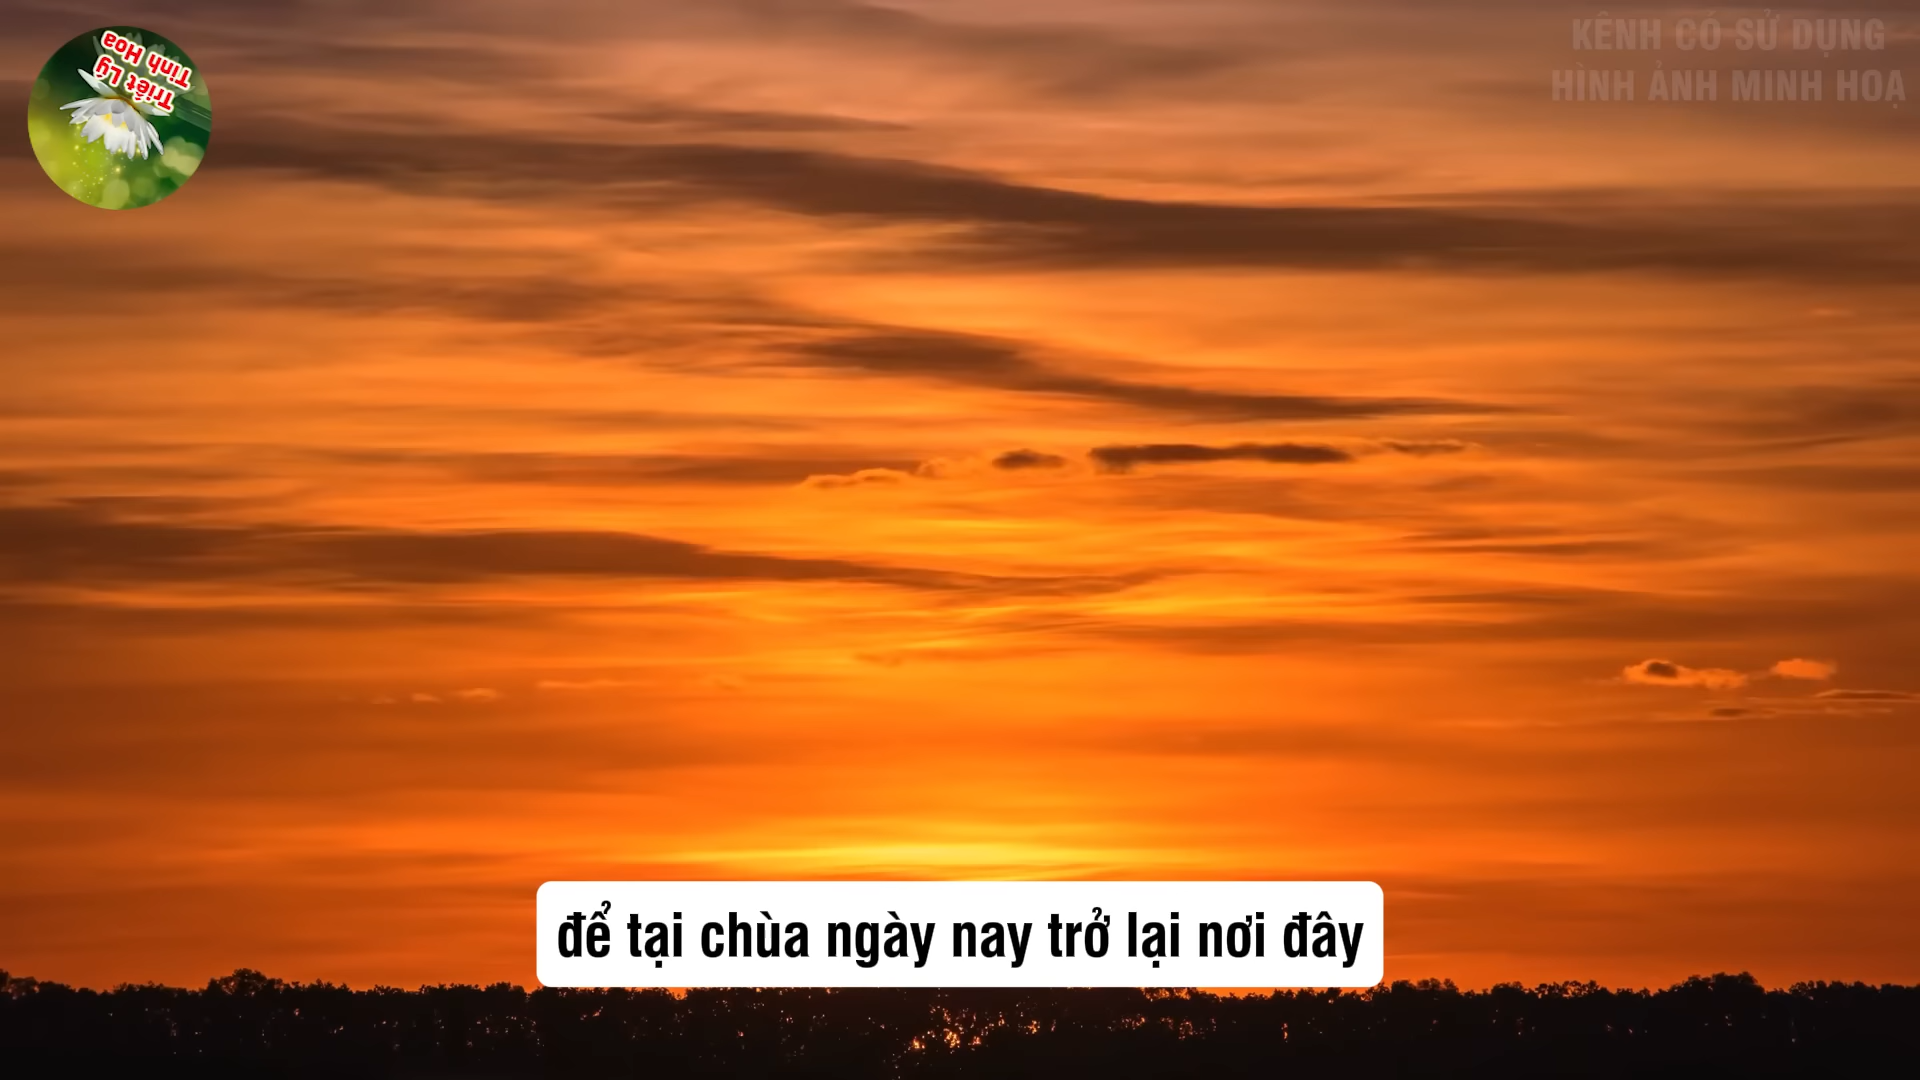 Triết Lý
Tinh Hoa
KÊNH CÓ SỬ DỤNG
HÌNH ẢNH MINH HOẠ
để tại chùa ngày nay trở lại nơi đây